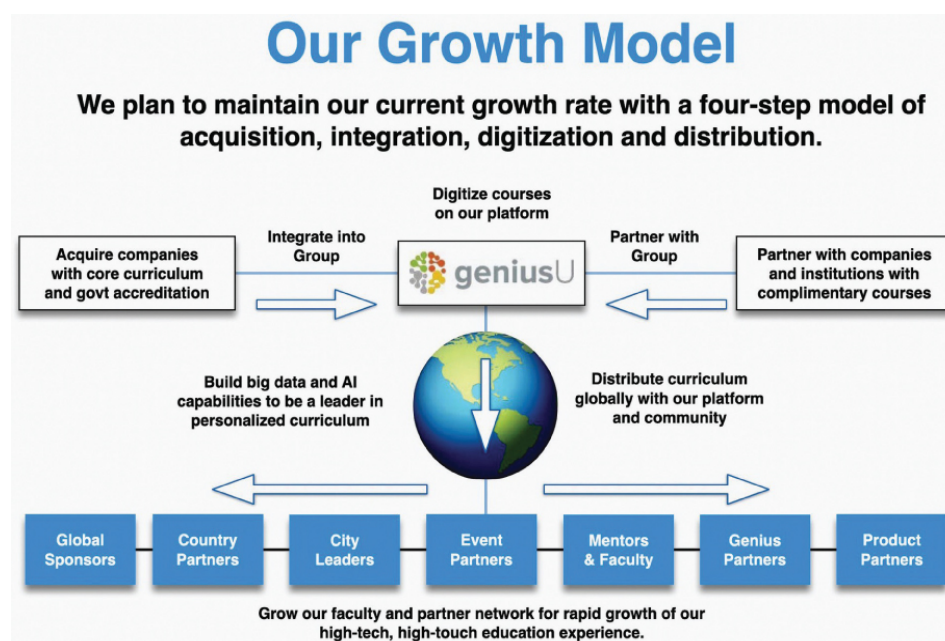 Our Growth Model
We plan to maintain our current growth rate with a four-step model of
acquisition, integration, digitization and distribution.
Digitize courses
on our platform
Acquire companies
with core curriculum
and govt accreditation
Integrate into
Group
geniusU
Partner with
Group
Partner with companies
and institutions with
complimentary courses
Build big data and AI
capabilities to be a leader in
personalized curriculum
Distribute curriculum
globally with our platform
and community
Global
Sponsors
Country
Partners
City
Leaders
Event
Partners
Mentors
& Faculty
Genius
Partners
Product
Partners
Grow our faculty and partner network for rapid growth of our
high-tech, high-touch education experience.